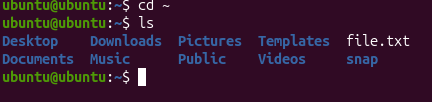 ubuntu@ubuntu:~$ cd ~
ubuntu@ubuntu:~$ ls
Desktop    Downloads  Pictures  Templates  file.txt
Documents  Music      Public    Videos     snap
ubuntu@ubuntu:~$